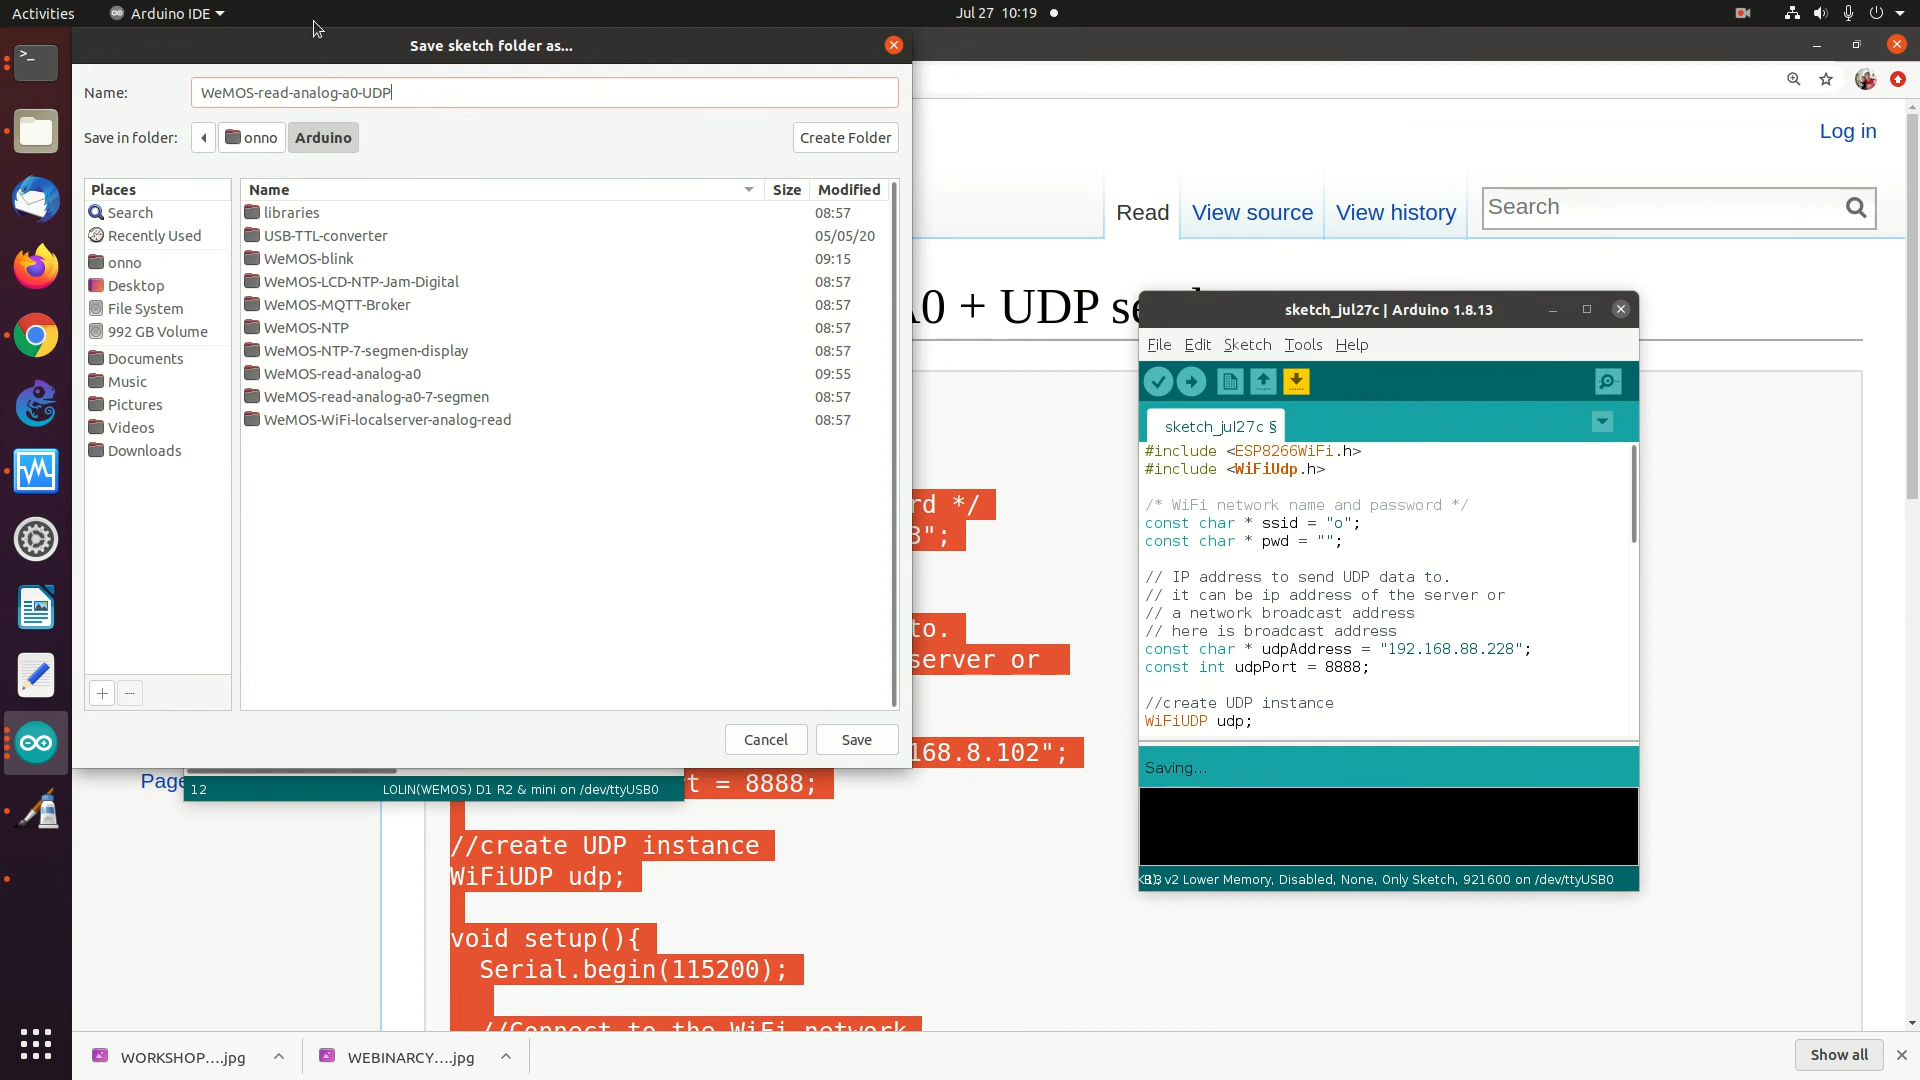 Activities
Arduino IDE
Jul 27 10:19
Save sketch folder as...
Name:
WeMOS-read-analog-a0-UDP
Save in folder:
onno
Arduino
Create Folder
Places
Search
Recently Used
onno
Desktop
File System
992 GB Volume
Documents
Music
Pictures
Videos
Downloads
Name
Size
Modified
libraries 08:57
USB-TTL-converter 05/05/20
WeMOS-blink 09:15
WeMOS-LCD-NTP-Jam-Digital 08:57
WeMOS-MQTT-Broker 08:57
WeMOS-NTP 08:57
WeMOS-NTP-7-segmen-display 08:57
WeMOS-read-analog-a0 09:55
WeMOS-read-analog-a0-7-segmen 08:57
WeMOS-WiFi-localserver-analog-read 08:57
Cancel
Save
Log in
Read
View source
View history
Search
A0 + UDP
rd */
3";
to.
server or
168.8.102";
t = 8888;
//create UDP instance
WiFiUDP udp;
void setup(){
Serial.begin(115200);
//Connect to the WiFi network
Page
12
LOLIN(WEMOS) D1 R2 & mini on /dev/ttyUSB0
sketch_jul27c | Arduino 1.8.13
File Edit Sketch Tools Help
sketch_jul27c §
#include <ESP8266WiFi.h>
#include <WiFiUdp.h>
/* WiFi network name and password */
const char * ssid = "o";
const char * pwd = "";
// IP address to send UDP data to.
// it can be ip address of the server or
// a network broadcast address
// here is broadcast address
const char * udpAddress = "192.168.88.228";
const int udpPort = 8888;
//create UDP instance
WiFiUDP udp;
Saving...
v2 Lower Memory, Disabled, None, Only Sketch, 921600 on /dev/ttyUSB0
WORKSHOP....jpg
WEBINARCY....jpg
Show all